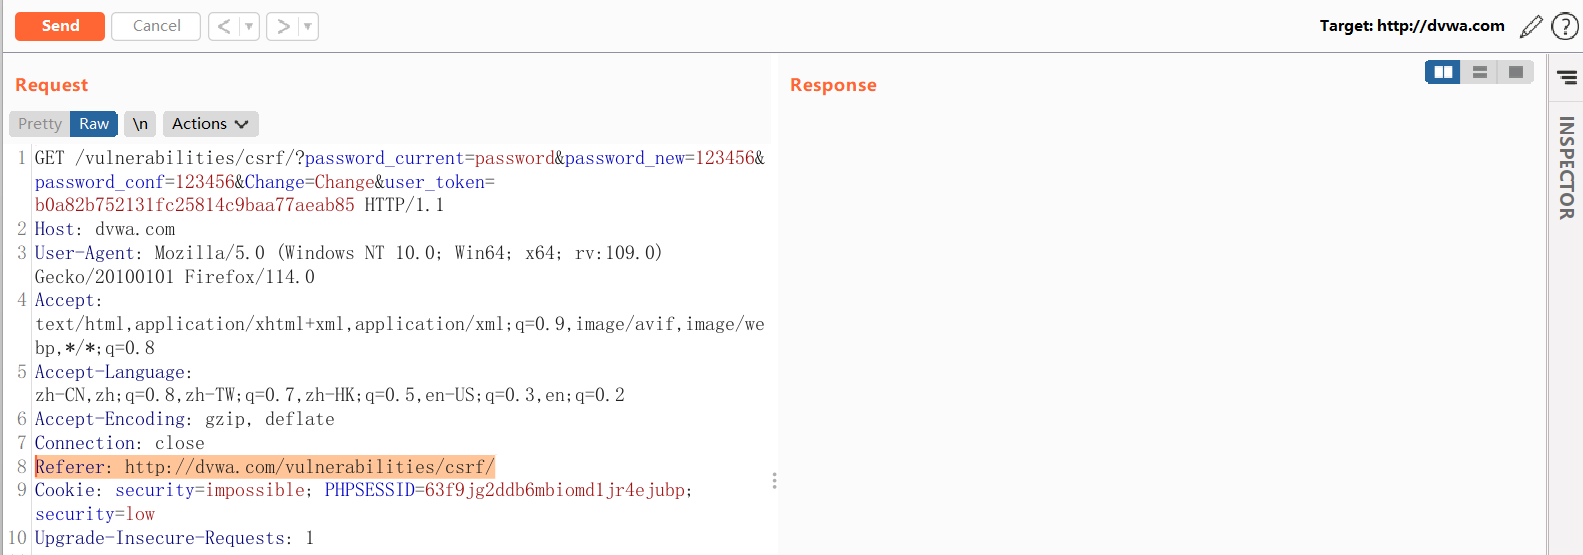 Send Cancel < > Target: http://dvwa.com ?
Request
Response
Pretty Raw \n Actions
INSPECTOR
1 GET /vulnerabilities/csrf/?password_current=password&password_new=123456&
password_conf=123456&Change=Change&user_token=
b0a82b752131fc25814c9baa77aeab85 HTTP/1.1
2 Host: dvwa.com
3 User-Agent: Mozilla/5.0 (Windows NT 10.0; Win64; x64; rv:109.0)
Gecko/20100101 Firefox/114.0
4 Accept:
text/html,application/xhtml+xml,application/xml;q=0.9,image/avif,image/we
bp,*/*;q=0.8
5 Accept-Language:
zh-CN,zh;q=0.8,zh-TW;q=0.7,zh-HK;q=0.5,en-US;q=0.3,en;q=0.2
6 Accept-Encoding: gzip, deflate
7 Connection: close
8 Referer: http://dvwa.com/vulnerabilities/csrf/
9 Cookie: security=impossible; PHPSESSID=63f9jg2ddb6mbiomd1jr4ejubp;
security=low
10 Upgrade-Insecure-Requests: 1